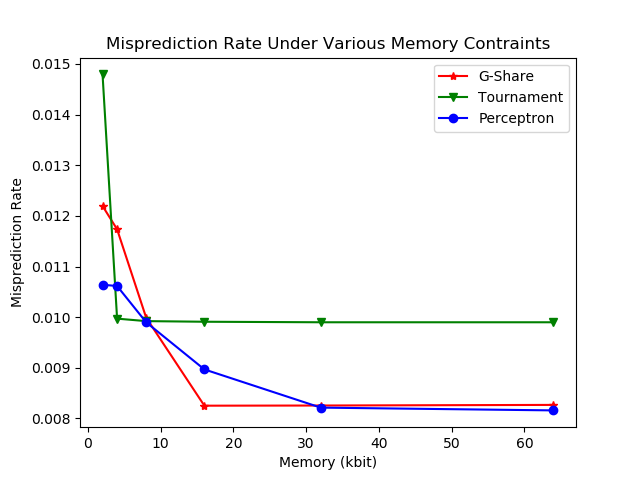 Misprediction Rate Under Various Memory Contraints
G-Share
Tournament
Perceptron
Misprediction Rate
0.015
0.014
0.013
0.012
0.011
0.010
0.009
0.008
0 10 20 30 40 50 60
Memory (kbit)